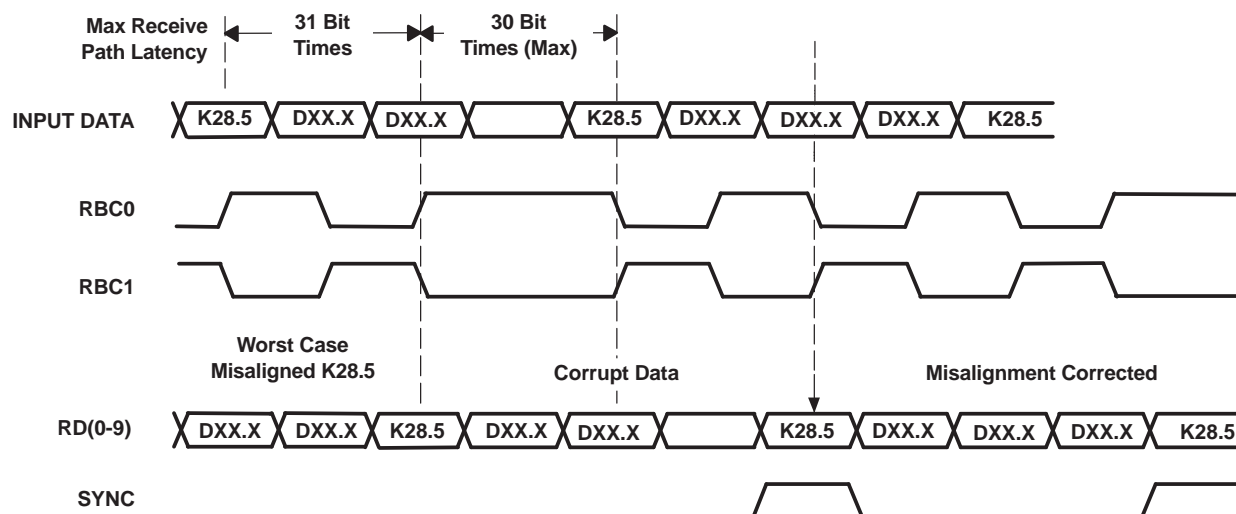 Max Receive
Path Latency
31 Bit
Times
30 Bit
Times (Max)
INPUT DATA
K28.5 DXX.X DXX.X K28.5 DXX.X DXX.X DXX.X K28.5
RBC0
RBC1
Worst Case
Misaligned K28.5
Corrupt Data
Misalignment Corrected
RD(0-9)
DXX.X DXX.X K28.5 DXX.X DXX.X K28.5 DXX.X DXX.X DXX.X K28.5
SYNC